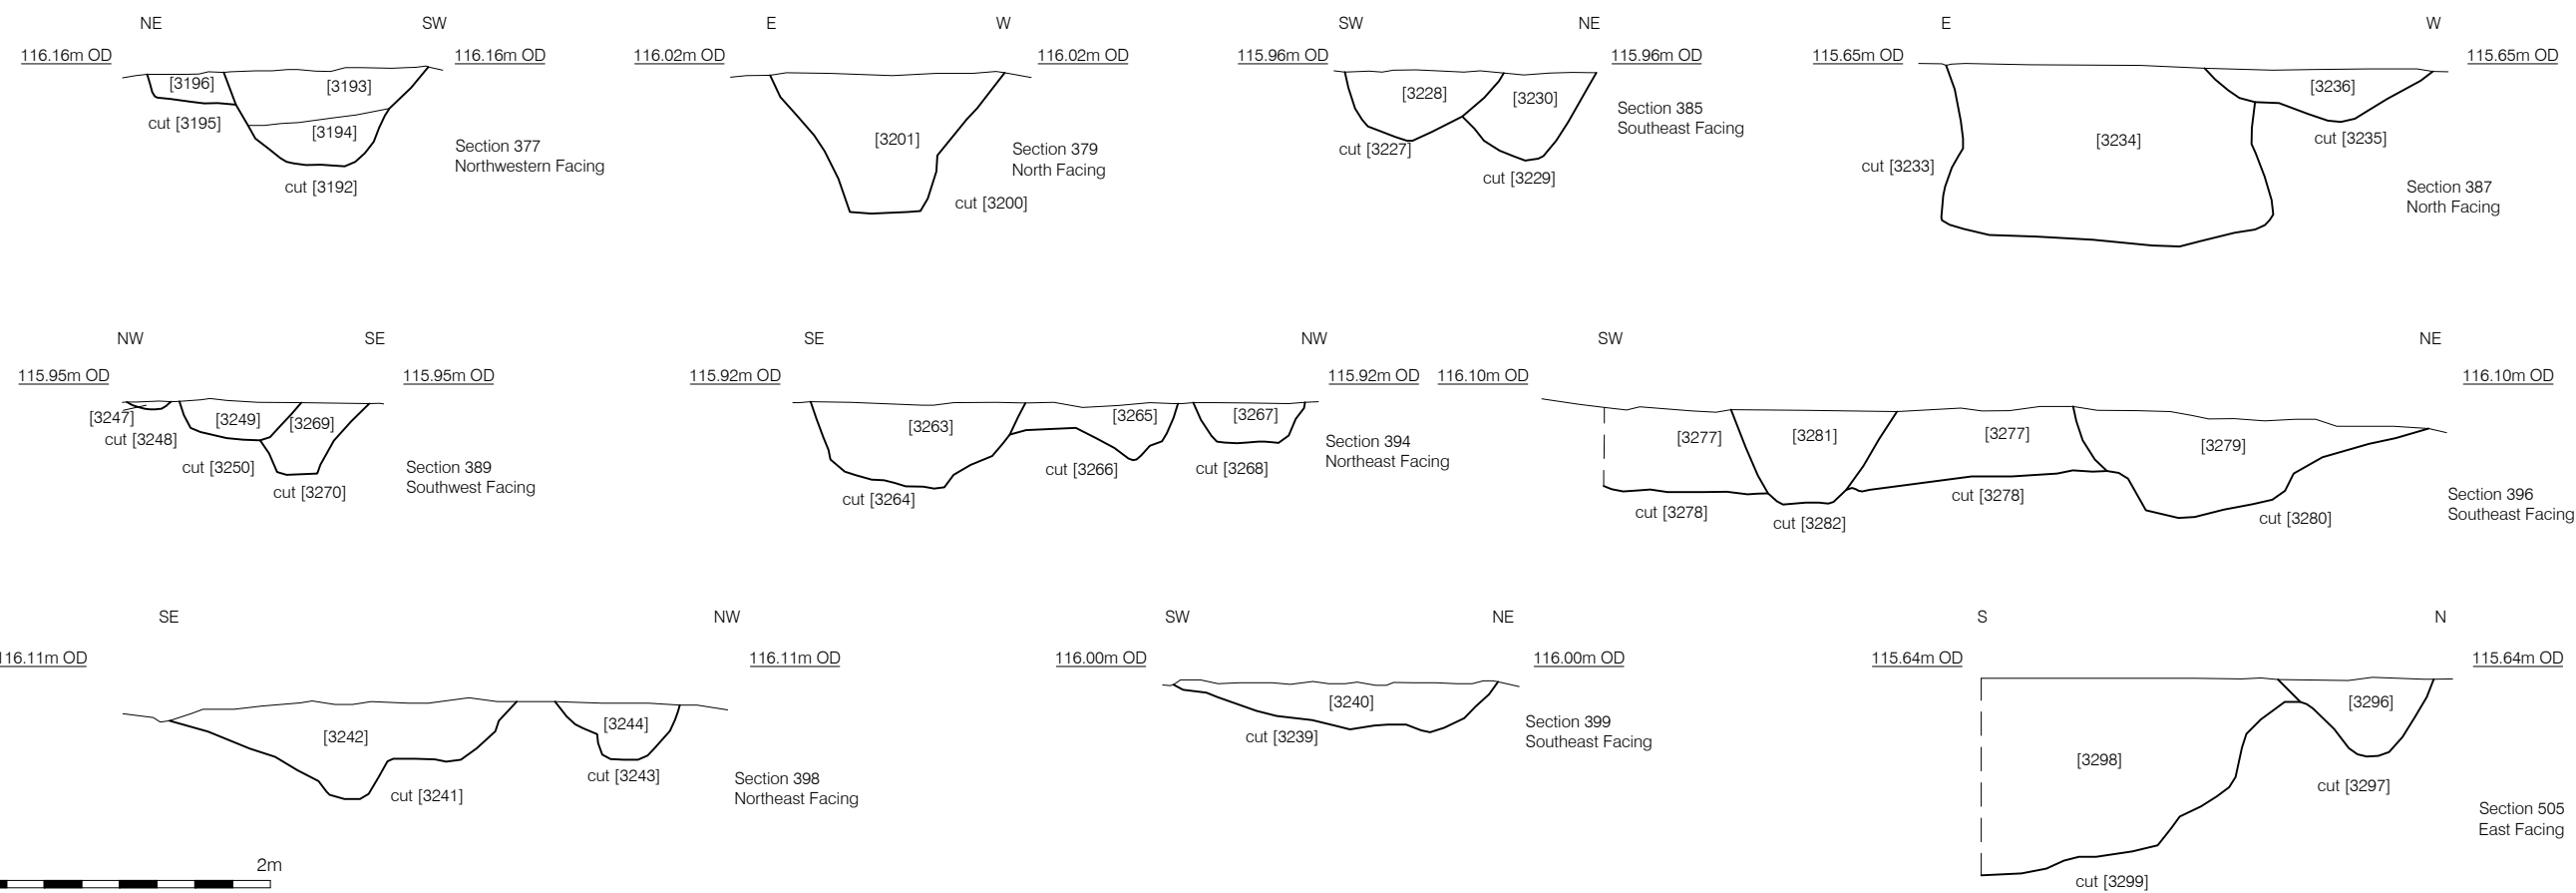 NE SW
116.16m OD 116.16m OD
[3196] [3193]
[3194]
cut [3195]
cut [3192]
Section 377
Northwestern Facing
E W
116.02m OD 116.02m OD
[3201]
cut [3200]
Section 379
North Facing
SW NE
115.96m OD 115.96m OD
[3228] [3230]
cut [3227]
cut [3229]
Section 385
Southeast Facing
E W
115.65m OD 115.65m OD
[3236]
[3234]
cut [3233]
cut [3235]
Section 387
North Facing
NW SE
115.95m OD 115.95m OD
[3247] [3249] [3269]
cut [3248]
cut [3250]
cut [3270]
Section 389
Southwest Facing
SE NW
115.92m OD 115.92m OD
[3263] [3265] [3267]
cut [3264]
cut [3266]
cut [3268]
Section 394
Northeast Facing
SW NE
116.10m OD 116.10m OD
[3277] [3281] [3277] [3279]
cut [3278] cut [3282] cut [3278] cut [3280]
Section 396
Southeast Facing
SE NW
116.11m OD 116.11m OD
[3242] [3244]
cut [3241] cut [3243]
Section 398
Northeast Facing
SW NE
116.00m OD 116.00m OD
[3240]
cut [3239]
Section 399
Southeast Facing
S N
115.64m OD 115.64m OD
[3296]
[3298]
cut [3297]
cut [3299]
Section 505
East Facing
2m